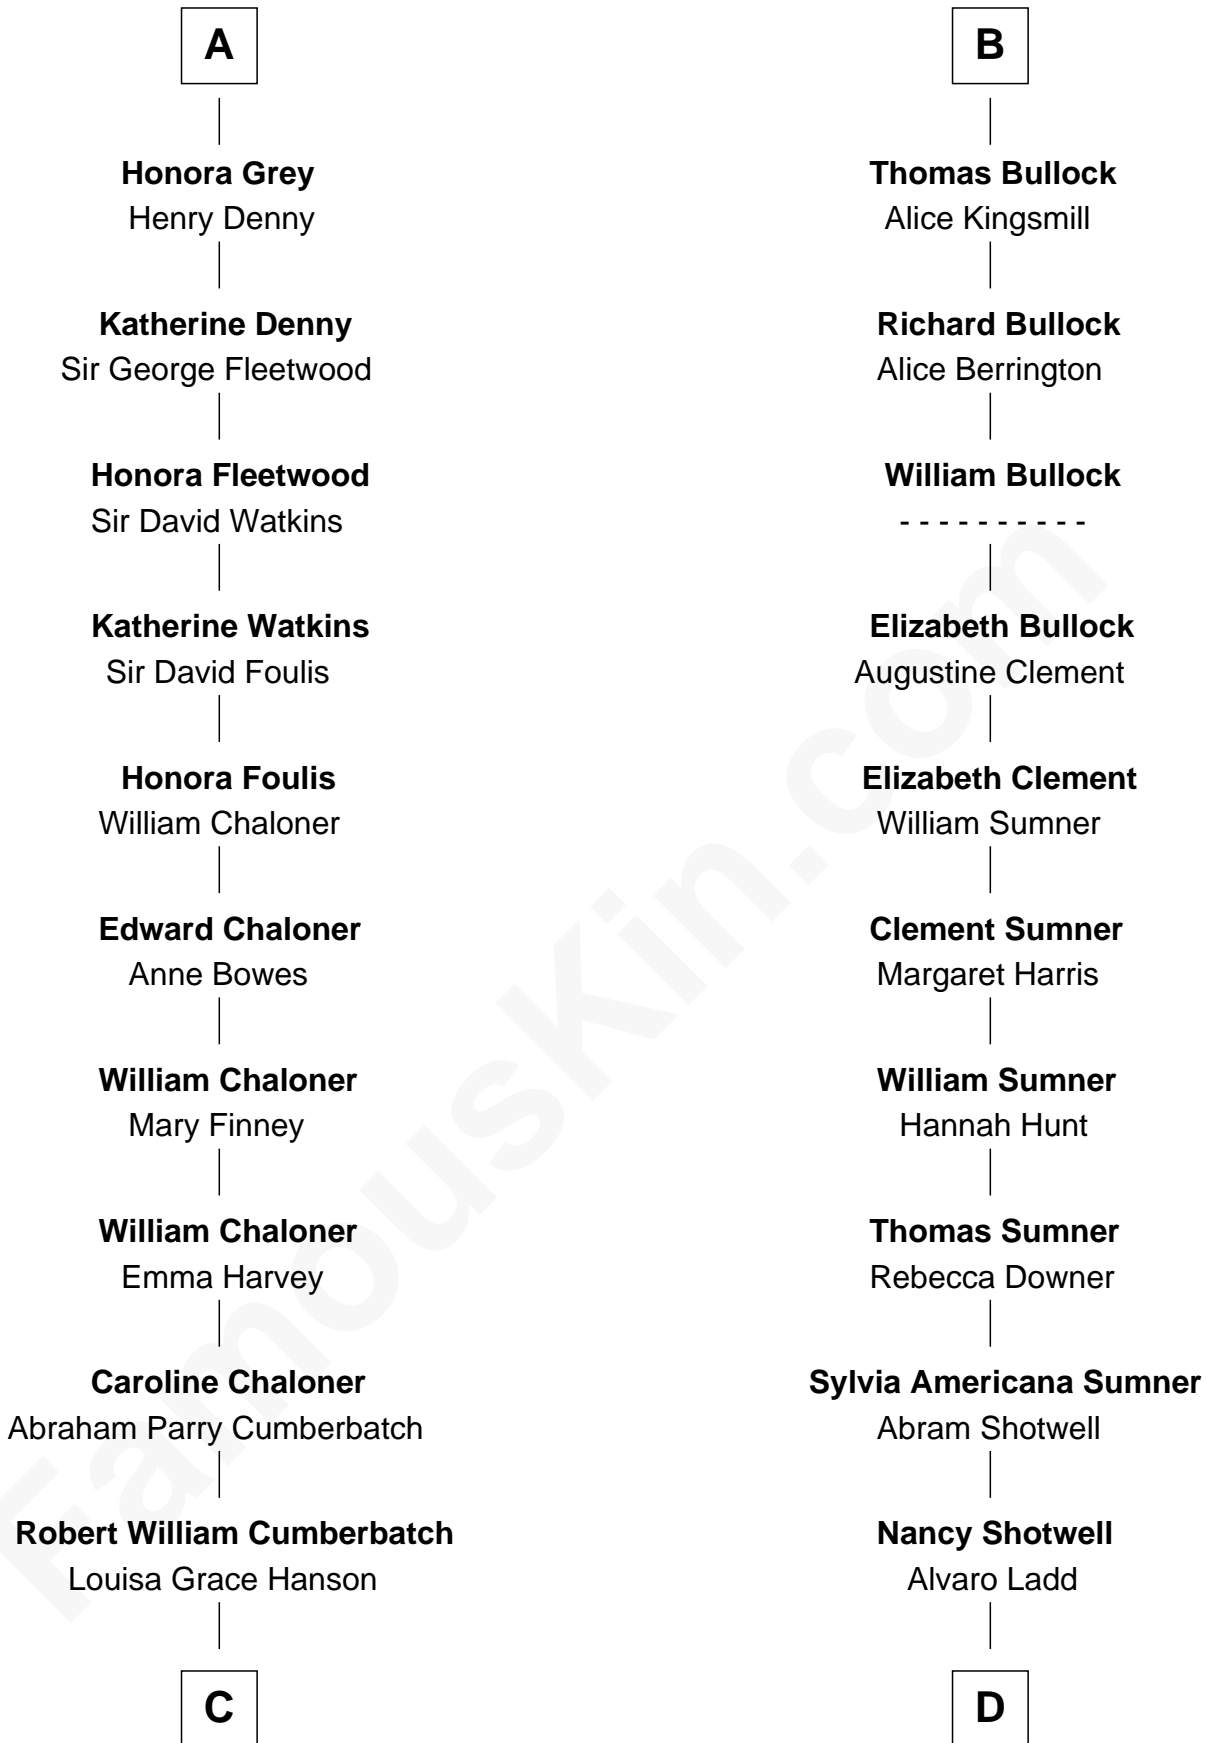 A
Honora Grey
Henry Denny
Katherine Denny
Sir George Fleetwood
Honora Fleetwood
Sir David Watkins
Katherine Watkins
Sir David Foulis
Honora Foulis
William Chaloner
Edward Chaloner
Anne Bowes
William Chaloner
Mary Finney
William Chaloner
Emma Harvey
Caroline Chaloner
Abraham Parry Cumberbatch
Robert William Cumberbatch
Louisa Grace Hanson
C
B
Thomas Bullock
Alice Kingsmill
Richard Bullock
Alice Berrington
William Bullock
- - - - - - - - - -
Elizabeth Bullock
Augustine Clement
Elizabeth Clement
William Sumner
Clement Sumner
Margaret Harris
William Sumner
Hannah Hunt
Thomas Sumner
Rebecca Downer
Sylvia Americana Sumner
Abram Shotwell
Nancy Shotwell
Alvaro Ladd
D
FamousKin.com